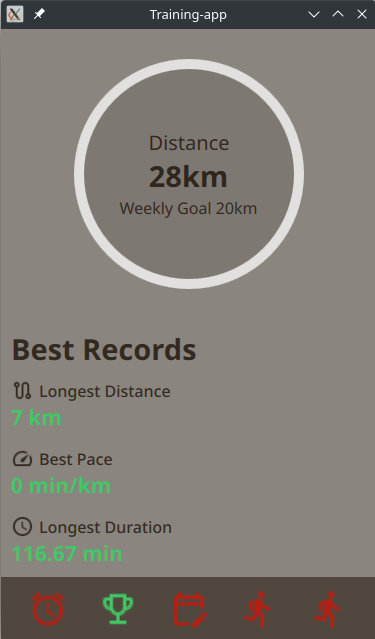 Training-app
Distance
28km
Weekly Goal 20km
Best Records
Longest Distance
7 km
Best Pace
0 min/km
Longest Duration
116.67 min